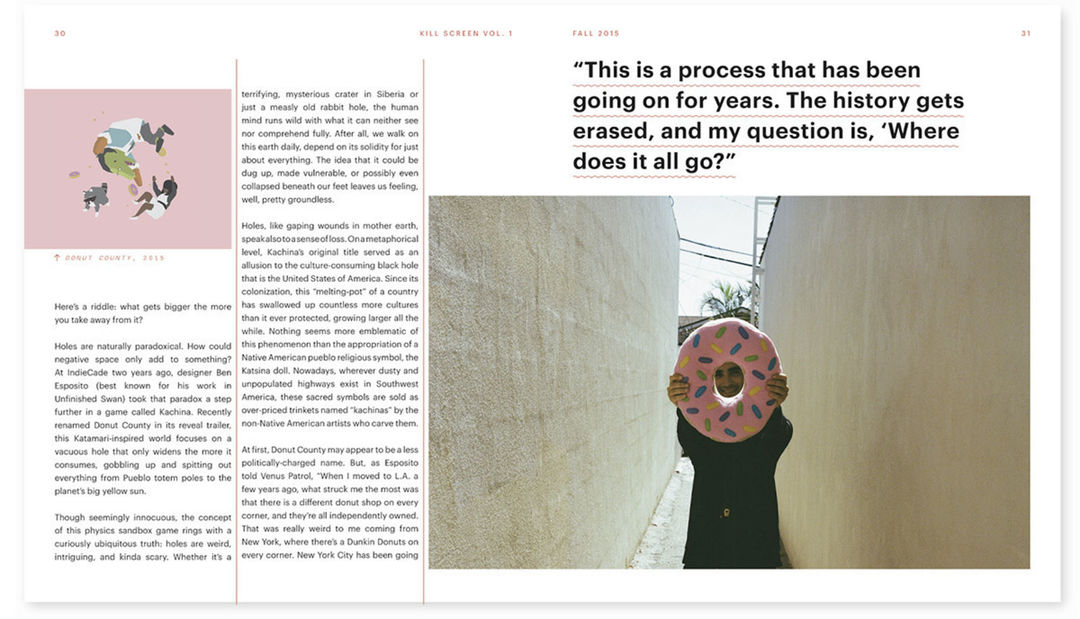 30
KILL SCREEN VOL. 1
FALL 2015
31
“This is a process that has been
going on for years. The history gets
erased, and my question is, ‘Where
does it all go?”
↑ DONUT COUNTY, 2015
Here’s a riddle: what gets bigger the more
you take away from it?
Holes are naturally paradoxical. How could
negative space only add to something?
At IndieCade two years ago, designer Ben
Esposito (best known for his work in
Unfinished Swan) took that paradox a step
further in a game called Kachina. Recently
renamed Donut County in its reveal trailer,
this Katamari-inspired world focuses on a
vacuous hole that only widens the more it
consumes, gobbling up and spitting out
everything from Pueblo totem poles to the
planet’s big yellow sun.
Though seemingly innocuous, the concept
of this physics sandbox game rings with a
curiously ubiquitous truth: holes are weird,
intriguing, and kinda scary. Whether it’s a
terrifying, mysterious crater in Siberia or
just a measly old rabbit hole, the human
mind runs wild with what it can neither see
nor comprehend fully. After all, we walk on
this earth daily, depend on its solidity for just
about everything. The idea that it could be
dug up, made vulnerable, or possibly even
collapsed beneath our feet leaves us feeling,
well, pretty groundless.
Holes, like gaping wounds in mother earth,
speak also to a sense of loss. On a metaphorical
level, Kachina’s original title served as an
allusion to the culture-consuming black hole
that is the United States of America. Since its
colonization, this “melting-pot” of a country
has swallowed up countless more cultures
than it ever protected, growing larger all the
while. Nothing seems more emblematic of
this phenomenon than the appropriation of a
Native American pueblo religious symbol, the
Katsina doll. Nowadays, wherever dusty and
unpopulated highways exist in Southwest
America, these sacred symbols are sold as
over-priced trinkets named “kachinas” by the
non-Native American artists who carve them.
At first, Donut County may appear to be a less
politically-charged name. But, as Esposito
told Venus Patrol, “When I moved to L.A. a
few years ago, what struck me the most was
that there is a different donut shop on every
corner, and they’re all independently owned.
That was really weird to me coming from
New York, where there’s a Dunkin Donuts on
every corner. New York City has been going